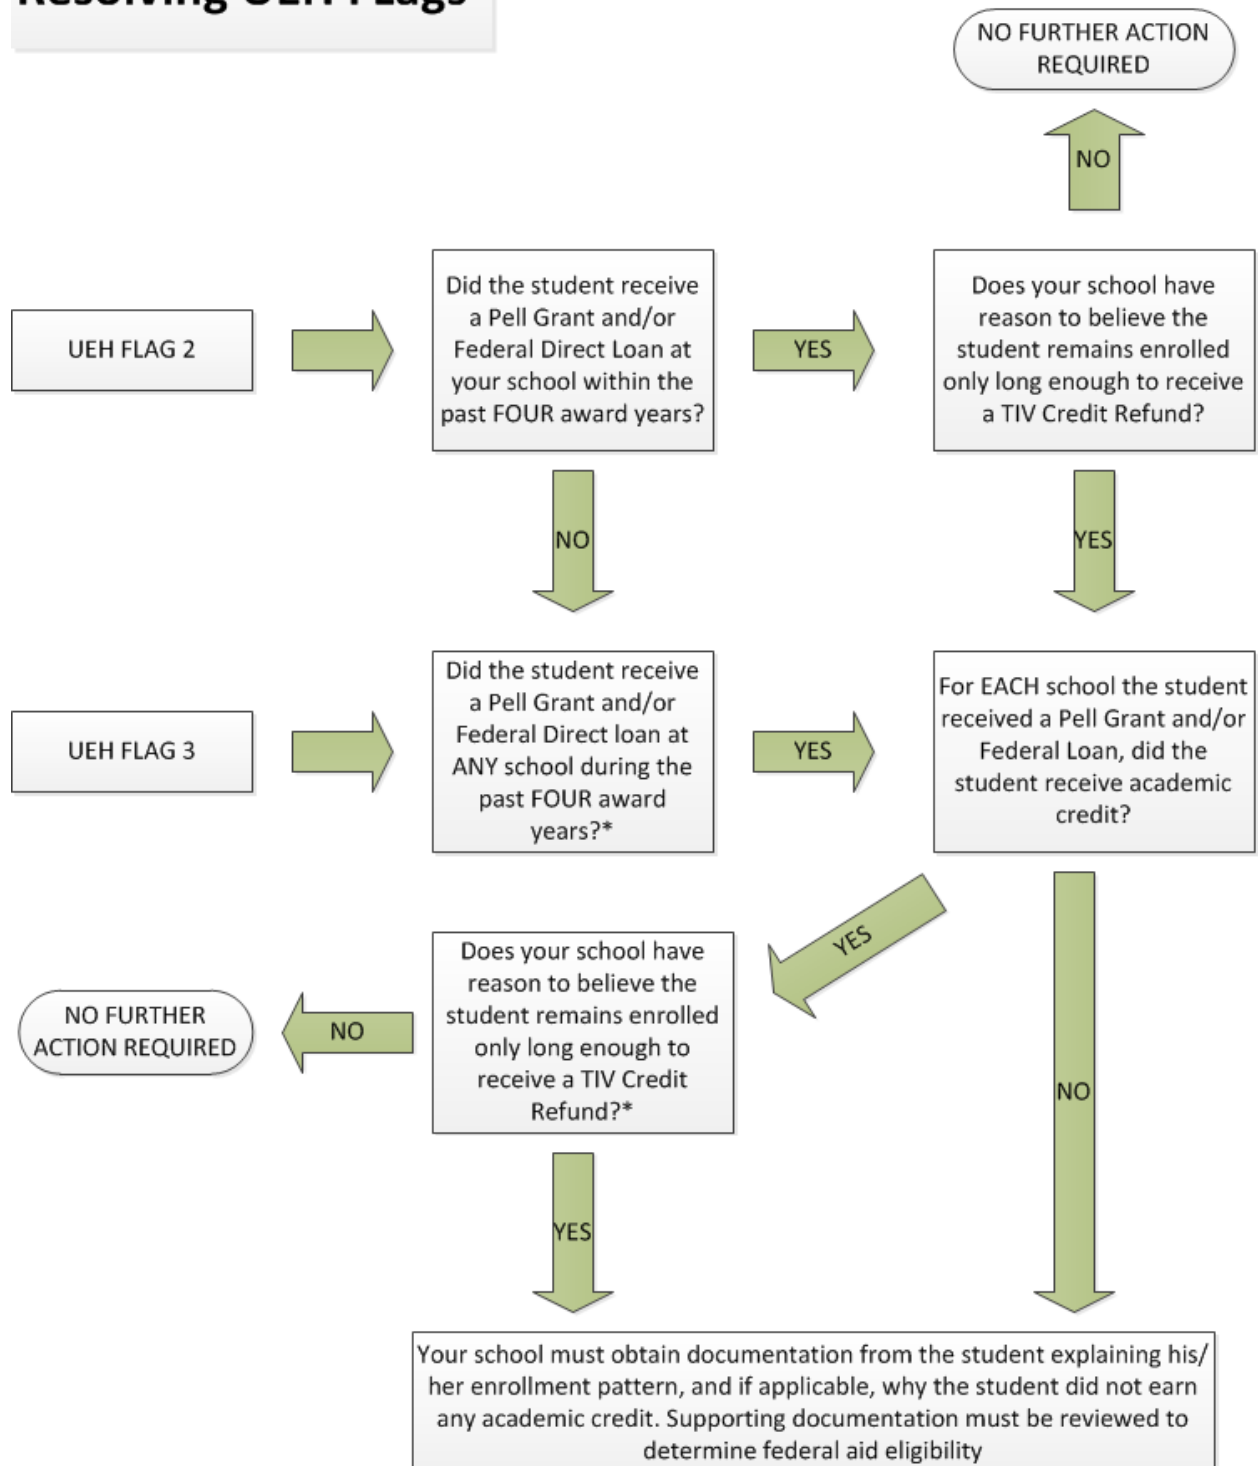 Resolving UEH FLags
NO FURTHER ACTION
REQUIRED
NO
UEH FLAG 2
Did the student receive
a Pell Grant and/or
Federal Direct Loan at
your school within the
past FOUR award years?
YES
Does your school have
reason to believe the
student remains enrolled
only long enough to receive
a TIV Credit Refund?
NO
YES
UEH FLAG 3
Did the student receive
a Pell Grant and/or
Federal Direct loan at
ANY school during the
past FOUR award
years?*
YES
For EACH school the student
received a Pell Grant and/or
Federal Loan, did the
student receive academic
credit?
YES
NO
Does your school have
reason to believe the
student remains enrolled
only long enough to
receive a TIV Credit
Refund?*
NO
NO FURTHER
ACTION REQUIRED
YES
Your school must obtain documentation from the student explaining his/
her enrollment pattern, and if applicable, why the student did not earn
any academic credit. Supporting documentation must be reviewed to
determine federal aid eligibility